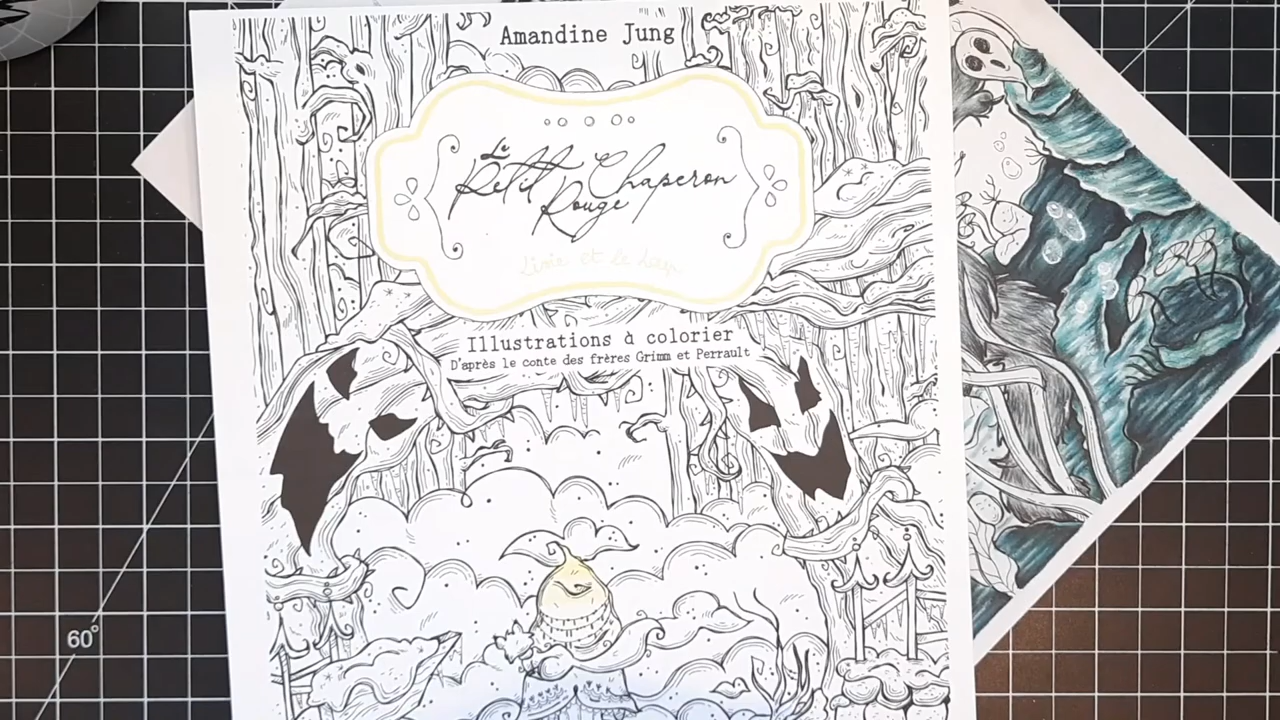 Amandine Jung
Le
Petit Chaperon
Rouge
Illustrations à colorier
D'après le conte des frères Grimm et Perrault
60°